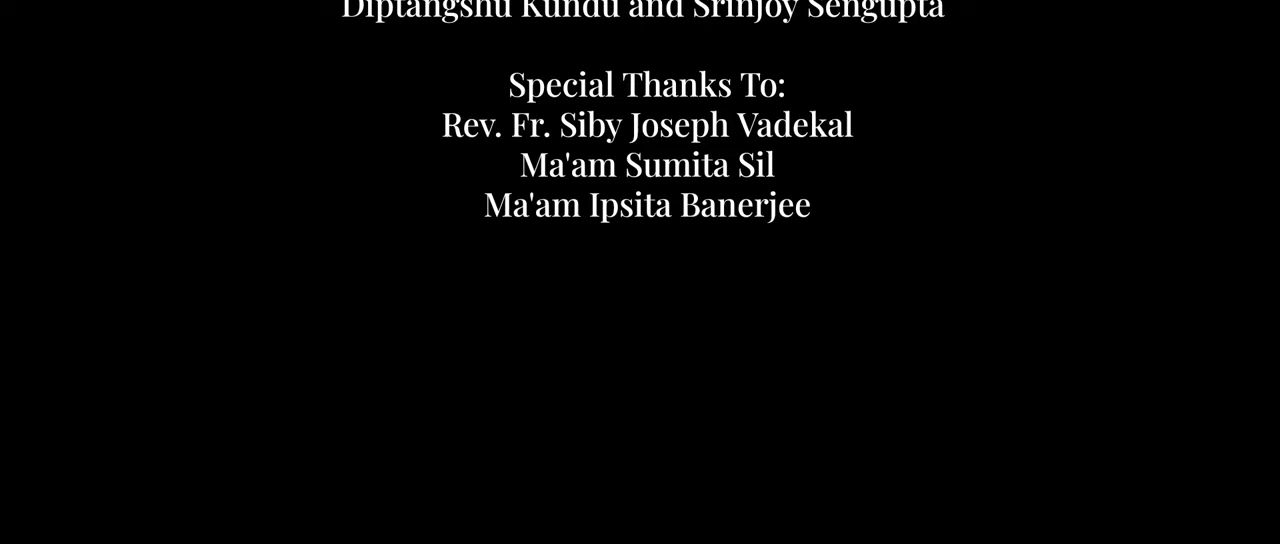 Diptangshu Kundu and Srinjoy Sengupta
Special Thanks To:
Rev. Fr. Siby Joseph Vadekal
Ma'am Sumita Sil
Ma'am Ipsita Banerjee